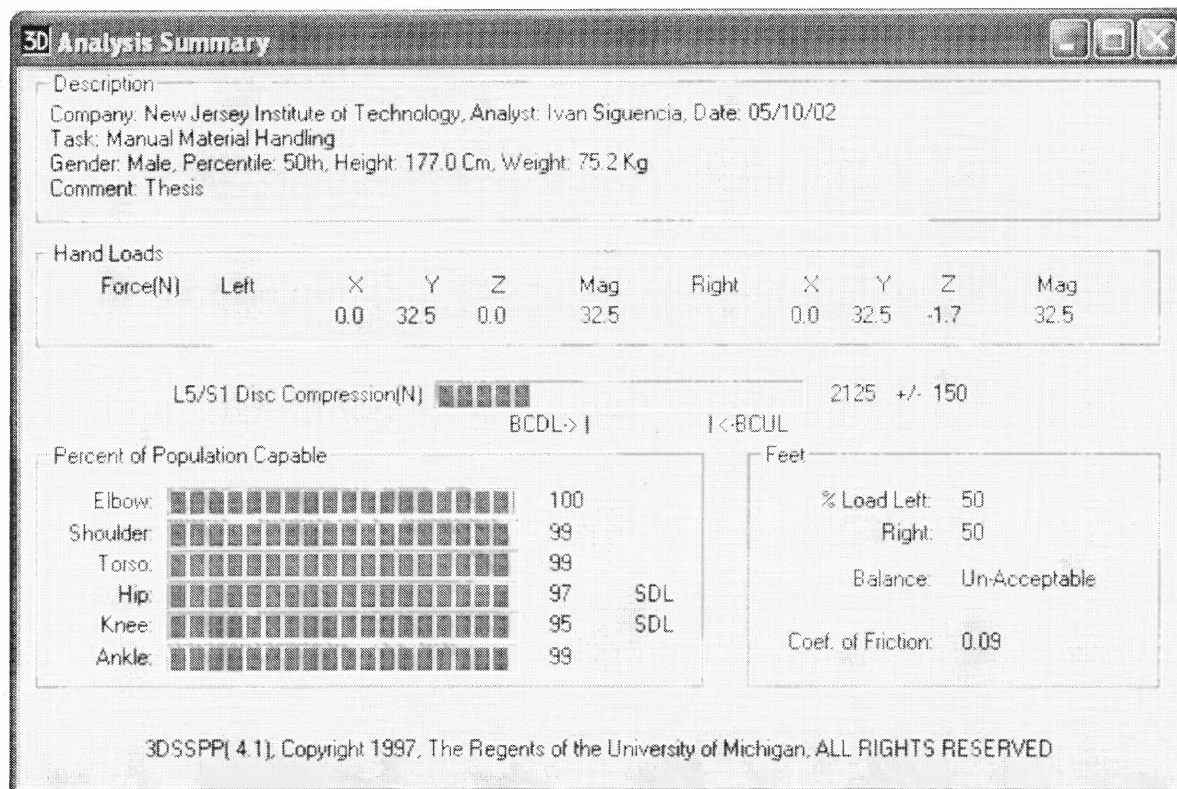 3D Analysis Summary
Description
Company: New Jersey Institute of Technology, Analyst: Ivan Siguencia, Date: 05/10/02
Task: Manual Material Handling
Gender: Male, Percentile: 50th, Height: 177.0 Cm, Weight: 75.2 Kg
Comment: Thesis
Hand Loads
Force(N) Left X Y Z Mag Right X Y Z Mag
0.0 32.5 0.0 32.5 0.0 32.5 -1.7 32.5
L5/S1 Disc Compression(N) 2125 +/- 150
BCDL-> | |<-BCUL
Percent of Population Capable
Elbow: 100
Shoulder: 99
Torso: 99
Hip: 97 SDL
Knee: 95 SDL
Ankle: 99
Feet
% Load Left: 50
Right: 50
Balance: Un-Acceptable
Coef. of Friction: 0.09
3DSSPP( 4.1), Copyright 1997, The Regents of the University of Michigan, ALL RIGHTS RESERVED